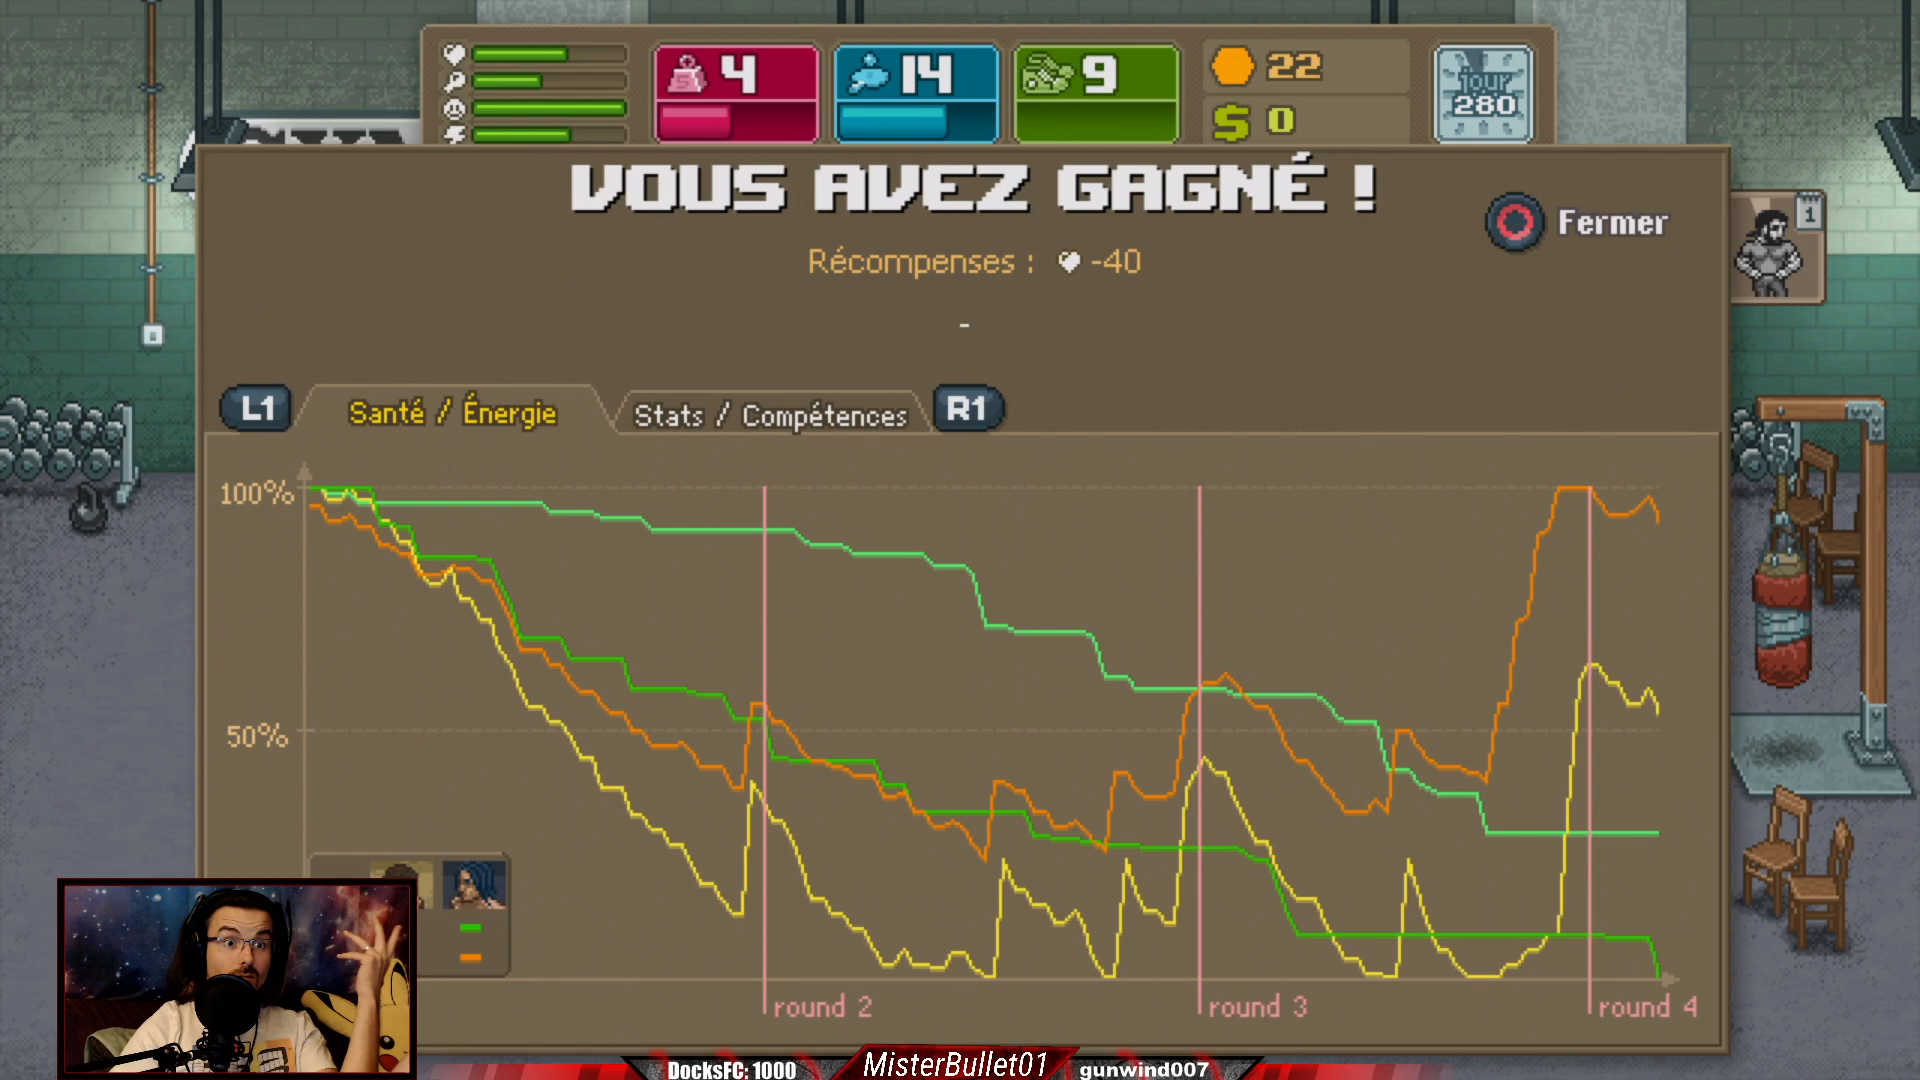 4
14
9
22
$ 0
jour
280
VOUS AVEZ GAGNÉ !
Fermer
1
Récompenses : -40
-
L1
Santé / Énergie
Stats / Compétences
R1
100%
50%
round 2
round 3
round 4
DocksFC: 1000
MisterBullet01
gunwind007